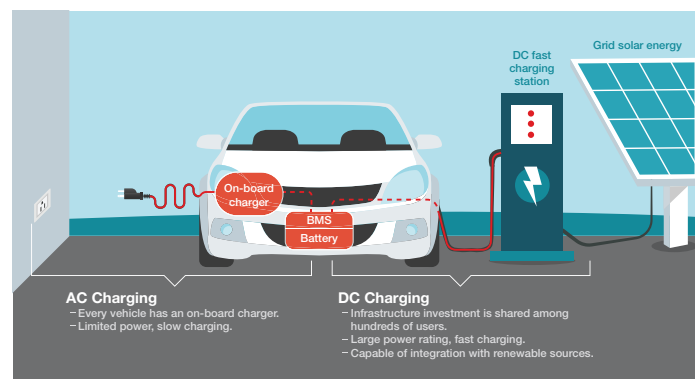 Grid solar energy
DC fast
charging
station
On-board
charger
BMS
Battery
AC Charging
– Every vehicle has an on-board charger.
– Limited power, slow charging.
DC Charging
– Infrastructure investment is shared among
hundreds of users.
– Large power rating, fast charging.
– Capable of integration with renewable sources.